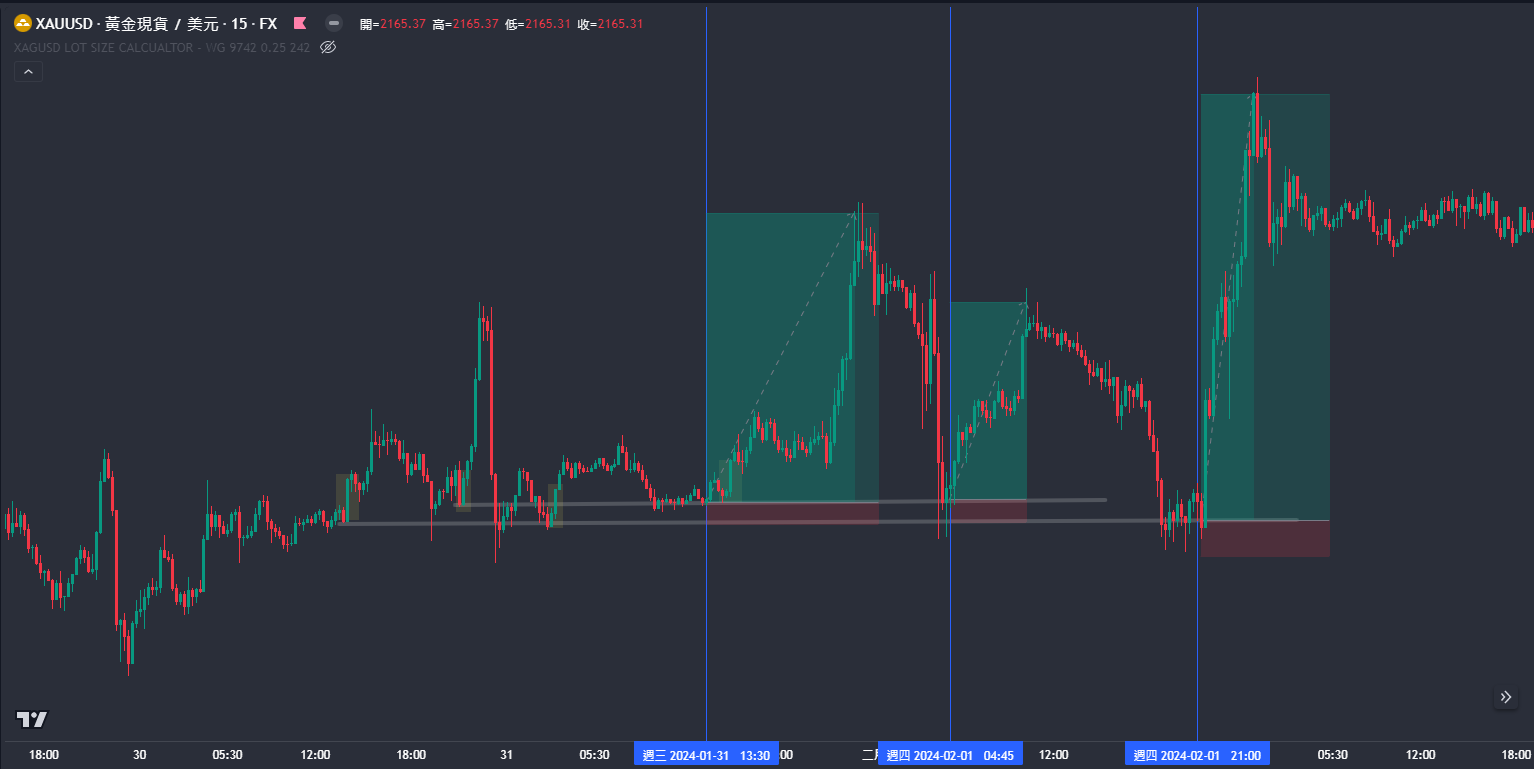 XAUUSD · 黃金現貨 / 美元 · 15 · FX 開=2165.37 高=2165.37 低=2165.31 收=2165.31
XAGUSD LOT SIZE CALCUALTOR - WG 9742 0.25 242
18:00 30 05:30 12:00 18:00 31 05:30 週三 2024-01-31 13:30 :00 二月 週四 2024-02-01 04:45 12:00 週四 2024-02-01 21:00 05:30 12:00 18:00